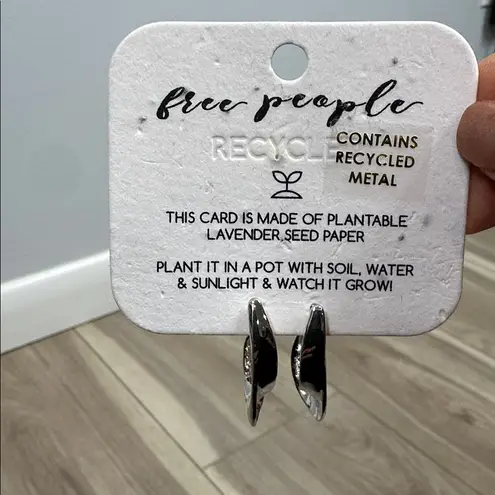 free people
RECYCLE
CONTAINS
RECYCLED
METAL
THIS CARD IS MADE OF PLANTABLE
LAVENDER SEED PAPER
PLANT IT IN A POT WITH SOIL, WATER
& SUNLIGHT & WATCH IT GROW!